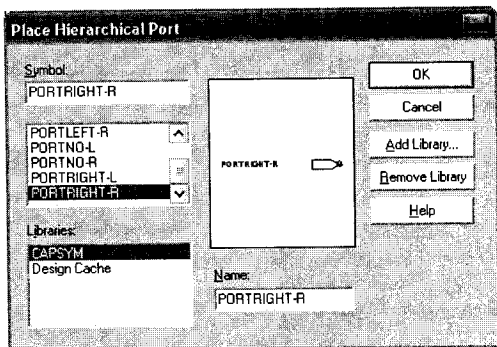 Place Hierarchical Port
Symbol:
PORTRIGHT-R
PORTLEFT-R
PORTNO-L
PORTNO-R
PORTRIGHT-L
PORTRIGHT-R
Libraries:
CAPSYM
Design Cache
PORTRIGHT-R
Name:
PORTRIGHT-R
OK
Cancel
Add Library...
Remove Library
Help